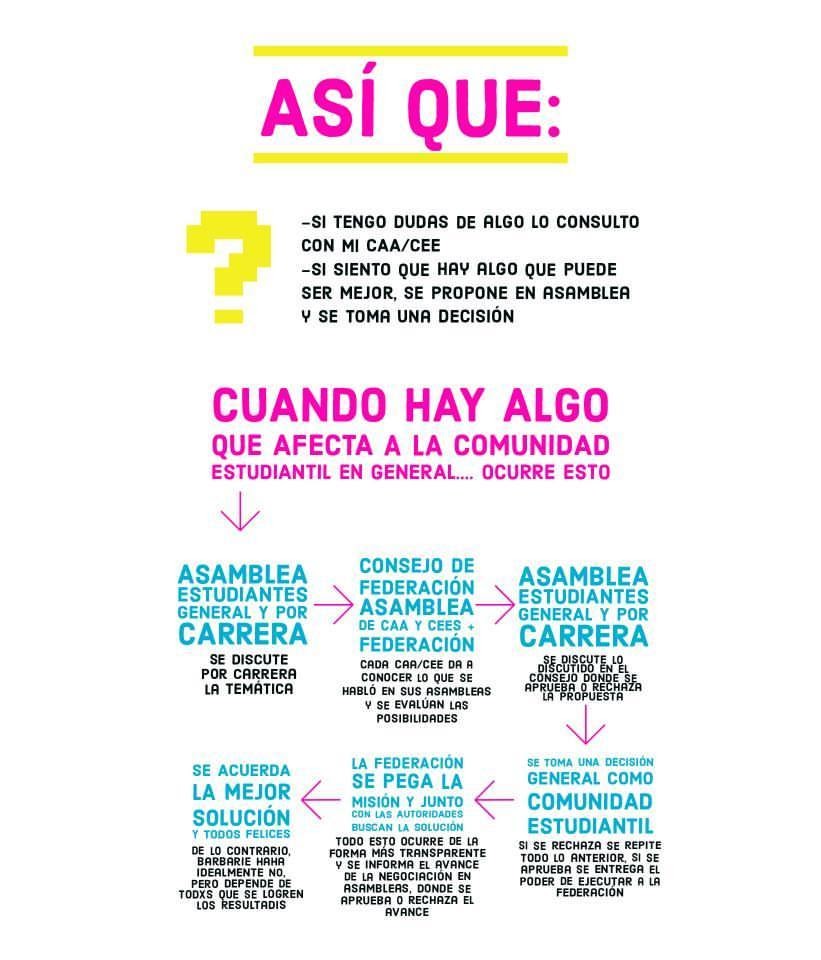 ASÍ QUE:
?
-SI TENGO DUDAS DE ALGO LO CONSULTO
CON MI CAA/CEE
-SI SIENTO QUE HAY ALGO QUE PUEDE
SER MEJOR, SE PROPONE EN ASAMBLEA
Y SE TOMA UNA DECISIÓN
CUANDO HAY ALGO
QUE AFECTA A LA COMUNIDAD
ESTUDIANTIL EN GENERAL.... OCURRE ESTO
ASAMBLEA
ESTUDIANTES
GENERAL Y POR
CARRERA
SE DISCUTE
POR CARRERA
LA TEMÁTICA
CONSEJO DE
FEDERACIÓN
ASAMBLEA
DE CAA Y CEES +
FEDERACIÓN
CADA CAA/CEE DA A
CONOCER LO QUE SE
HABLÓ EN SUS ASAMBLEAS
Y SE EVALÚAN LAS
POSIBILIDADES
ASAMBLEA
ESTUDIANTES
GENERAL Y POR
CARRERA
SE DISCUTE LO
DISCUTIDO EN EL
CONSEJO DONDE SE
APRUEBA O RECHAZA
LA PROPUESTA
SE TOMA UNA DECISIÓN
GENERAL COMO
COMUNIDAD
ESTUDIANTIL
SI SE RECHAZA SE REPITE
TODO LO ANTERIOR, SI SE
APRUEBA SE ENTREGA EL
PODER DE EJECUTAR A LA
FEDERACIÓN
LA FEDERACIÓN
SE PEGA LA
MISIÓN Y JUNTO
CON LAS AUTORIDADES
BUSCAN LA SOLUCIÓN
TODO ESTO OCURRE DE LA
FORMA MÁS TRANSPARENTE
Y SE INFORMA EL AVANCE
DE LA NEGOCIACIÓN EN
ASAMBLEAS, DONDE SE
APRUEBA O RECHAZA EL
AVANCE
SE ACUERDA
LA MEJOR
SOLUCIÓN
Y TODOS FELICES
DE LO CONTRARIO,
BARBARIE HAHA
IDEALMENTE NO,
PERO DEPENDE DE
TODXS QUE SE LOGREN
LOS RESULTADIS